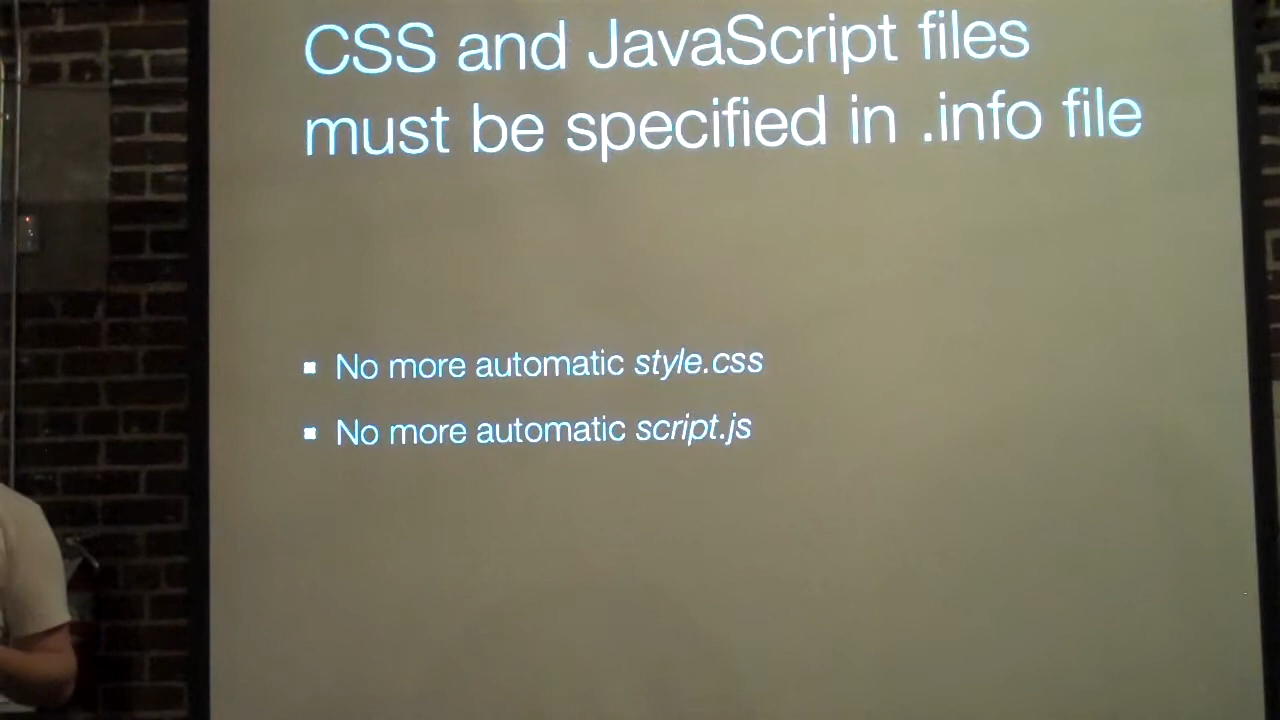 CSS and JavaScript files
must be specified in .info file
▪ No more automatic style.css
▪ No more automatic script.js